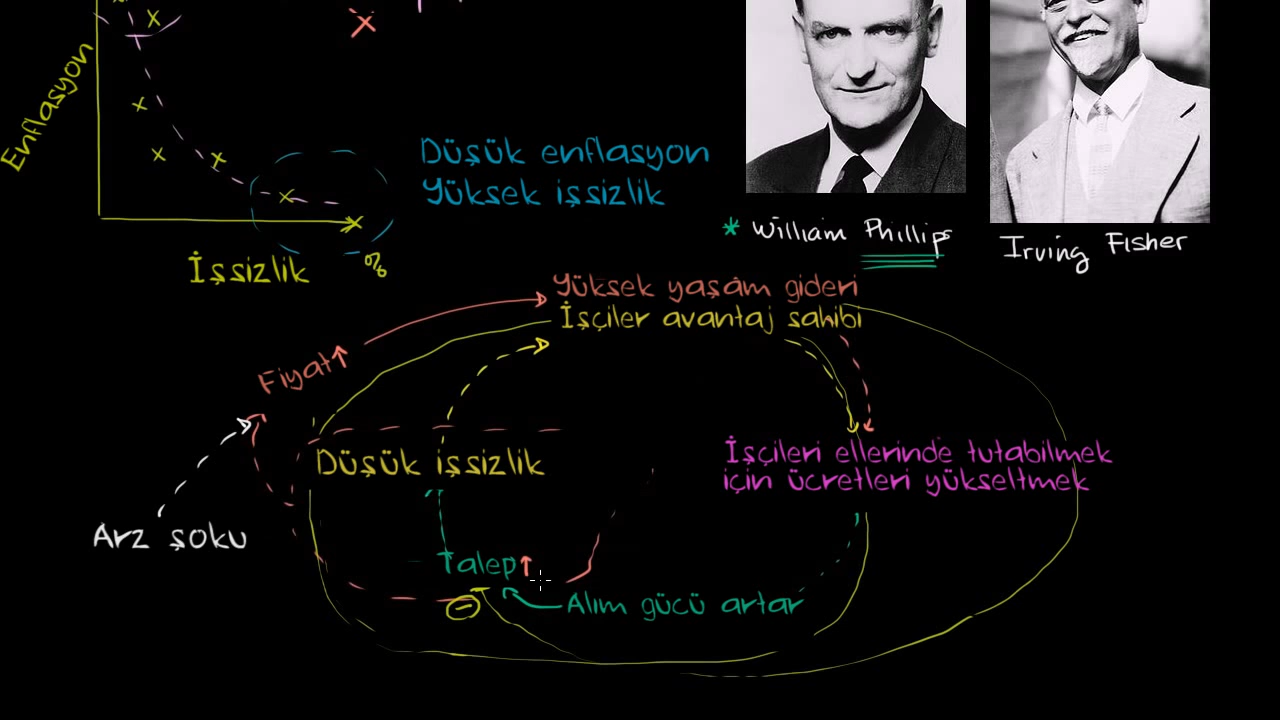 Enflasyon
Düşük enflasyon
Yüksek işsizlik
İşsizlik
%
* William Phillips
Irving Fisher
Yüksek yaşam gideri
İşçiler avantaj sahibi
Fiyat↑
Düşük işsizlik
İşçileri ellerinde tutabilmek
için ücretleri yükseltmek
Arz şoku
Talep↑
Alım gücü artar